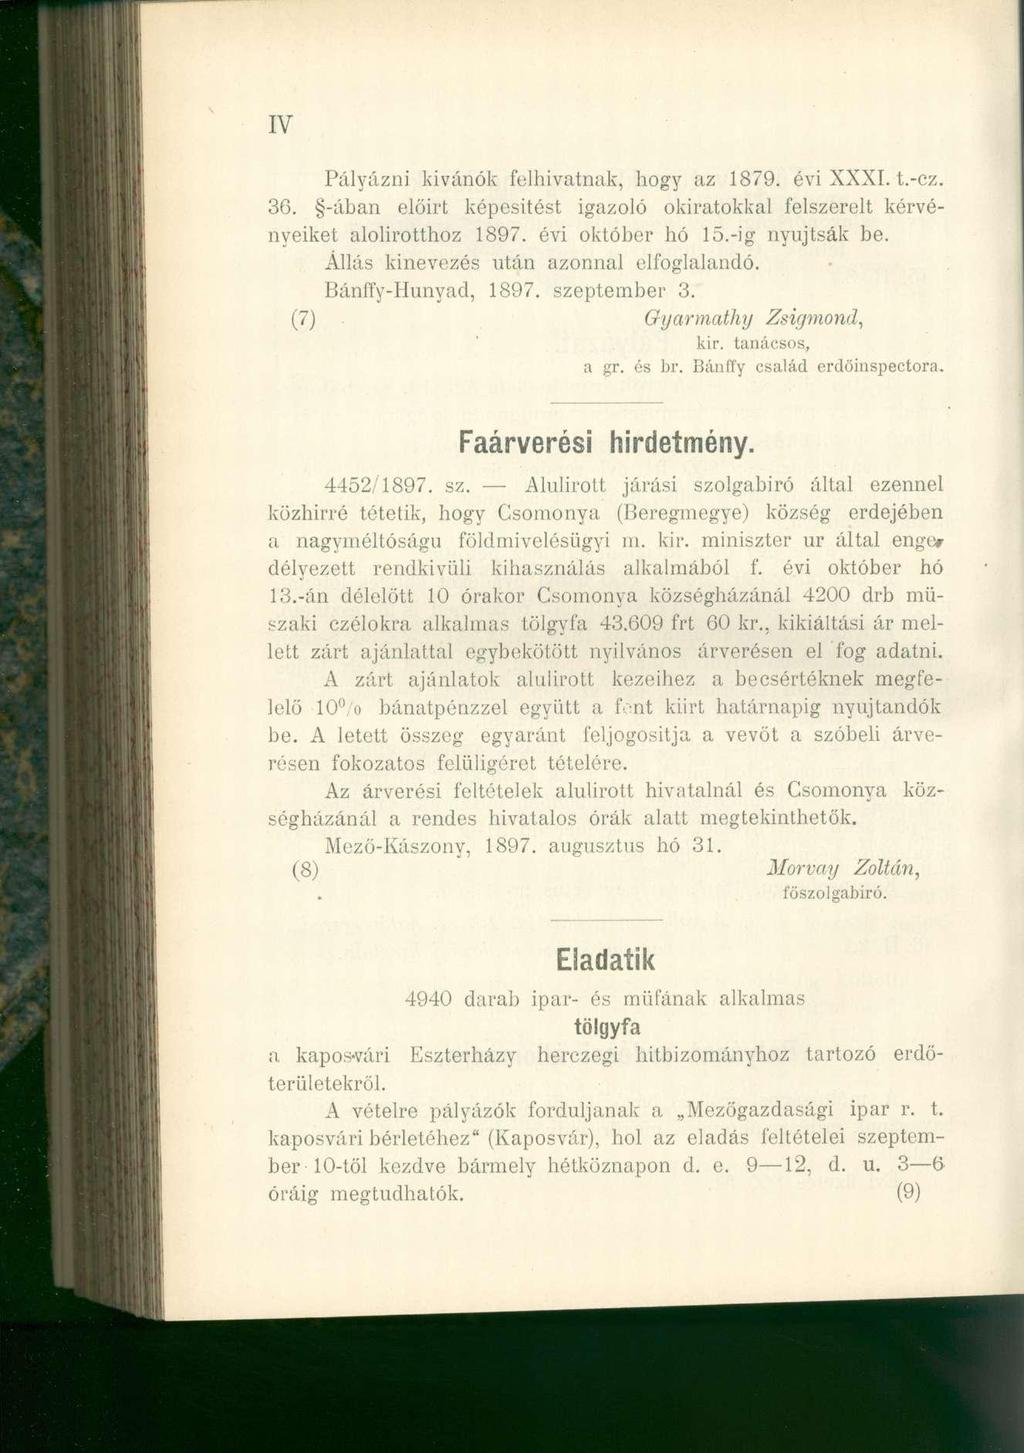 IV
Pályázni kivánók felhivatnak, hogy az 1879. évi XXXI. t.-cz.
36. §-ában előirt képesitést igazoló okiratokkal felszerelt kérvé-
nyeiket alolirotthoz 1897. évi október hó 15.-ig nyujtsák be.
Állás kinevezés után azonnal elfoglalandó.
Bánffy-Hunyad, 1897. szeptember 3.
(7) Gyarmathy Zsigmond,
kir. tanácsos,
a gr. és br. Bánffy család erdőinspectora.
Faárverési hirdetmény.
4452/1897. sz. — Alulirott járási szolgabiró által ezennel
közhirré tétetik, hogy Csomonya (Beregmegye) község erdejében
a nagyméltóságu földmivelésügyi m. kir. miniszter ur által enge-
délyezett rendkivüli kihasználás alkalmából f. évi október hó
13.-án délelőtt 10 órakor Csomonya községházánál 4200 drb mü-
szaki czélokra alkalmas tölgyfa 43.609 frt 60 kr., kikiáltási ár mel-
lett zárt ajánlattal egybekötött nyilvános árverésen el fog adatni.
A zárt ajánlatok alulirott kezeihez a becsértéknek megfe-
lelő 10% bánatpénzzel együtt a fent kiirt határnapig nyujtandók
be. A letett összeg egyaránt feljogositja a vevőt a szóbeli árve-
résen fokozatos felüligéret tételére.
Az árverési feltételek alulirott hivatalnál és Csomonya köz-
ségházánál a rendes hivatalos órák alatt megtekinthetők.
Mező-Kászony, 1897. augusztus hó 31.
(8) Morvay Zoltán,
főszolgabiró.
Eladatik
4940 darab ipar- és müfának alkalmas
tölgyfa
a kaposvári Eszterházy herczegi hitbizományhoz tartozó erdő-
területekről.
A vételre pályázók forduljanak a „Mezőgazdasági ipar r. t.
kaposvári bérletéhez“ (Kaposvár), hol az eladás feltételei szeptem-
ber 10-től kezdve bármely hétköznapon d. e. 9—12, d. u. 3—6
óráig megtudhatók. (9)